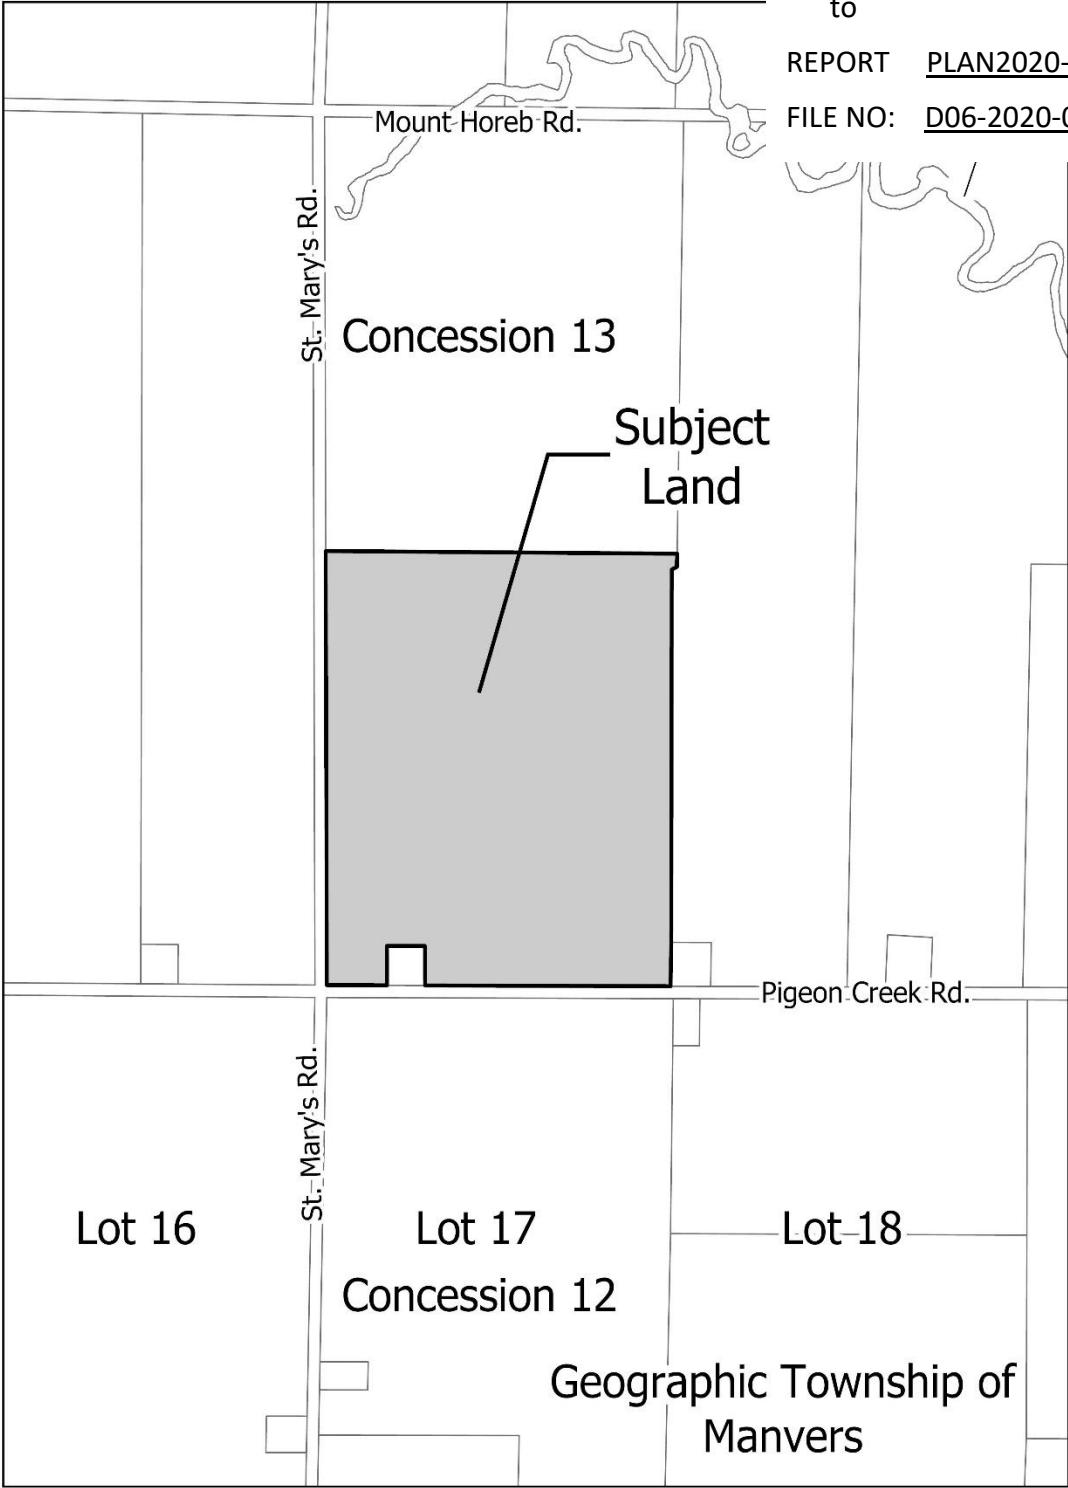 to
REPORT PLAN2020-
FILE NO: D06-2020-0
Mount Horeb Rd.
St. Mary's Rd.
Concession 13
Subject
Land
Pigeon Creek Rd.
St. Mary's Rd.
Lot 16
Lot 17
Lot 18
Concession 12
Geographic Township of
Manvers